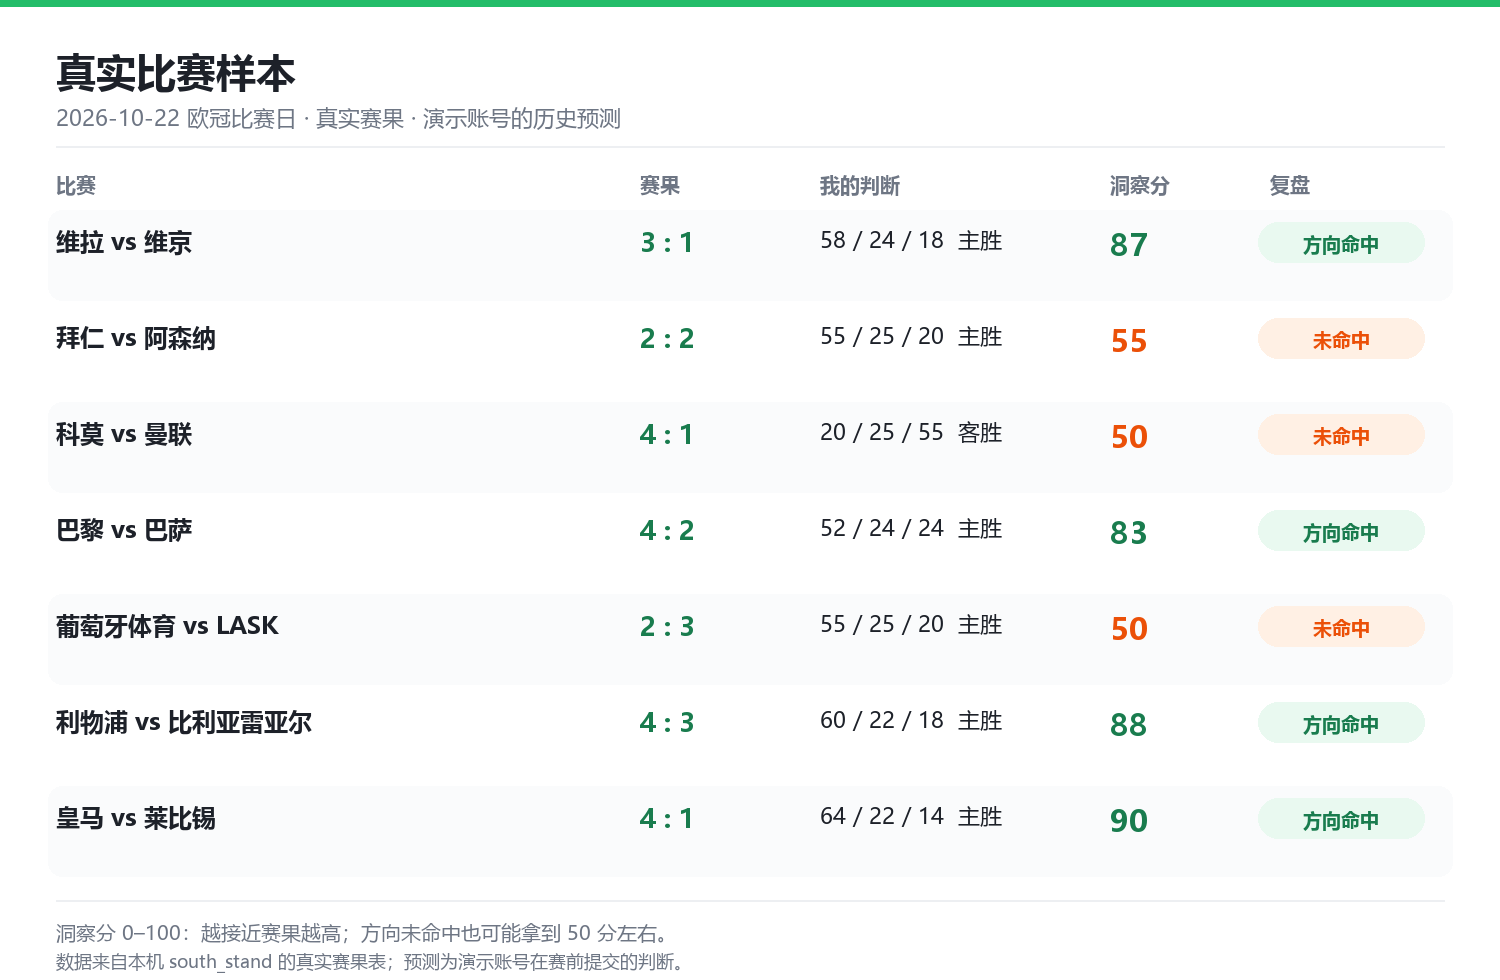 真实比赛样本
2026-10-22 欧冠比赛日 · 真实赛果 · 演示账号的历史预测
比赛 赛果 我的判断 洞察分 复盘
维拉 vs 维京 3 : 1 58 / 24 / 18 主胜 87 方向命中
拜仁 vs 阿森纳 2 : 2 55 / 25 / 20 主胜 55 未命中
科莫 vs 曼联 4 : 1 20 / 25 / 55 客胜 50 未命中
巴黎 vs 巴萨 4 : 2 52 / 24 / 24 主胜 83 方向命中
葡萄牙体育 vs LASK 2 : 3 55 / 25 / 20 主胜 50 未命中
利物浦 vs 比利亚雷亚尔 4 : 3 60 / 22 / 18 主胜 88 方向命中
皇马 vs 莱比锡 4 : 1 64 / 22 / 14 主胜 90 方向命中
洞察分 0–100：越接近赛果越高；方向未命中也可能拿到 50 分左右。
数据来自本机 south_stand 的真实赛果表；预测为演示账号在赛前提交的判断。